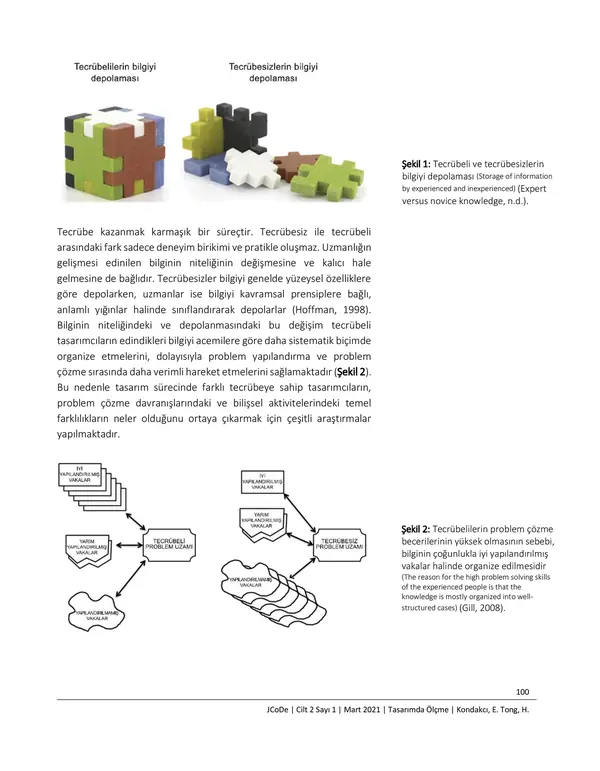 Tecrübelilerin bilgiyi
depolaması
Tecrübesizlerin bilgiyi
depolaması
Şekil 1: Tecrübeli ve tecrübesizlerin
bilgiyi depolaması (Storage of information
by experienced and inexperienced) (Expert
versus novice knowledge, n.d.).
Tecrübe kazanmak karmaşık bir süreçtir. Tecrübesiz ile tecrübeli
arasındaki fark sadece deneyim birikimi ve pratikle oluşmaz. Uzmanlığın
gelişmesi edinilen bilginin niteliğinin değişmesine ve kalıcı hale
gelmesine de bağlıdır. Tecrübesizler bilgiyi genelde yüzeysel özelliklere
göre depolarken, uzmanlar ise bilgiyi kavramsal prensiplere bağlı,
anlamlı yığınlar halinde sınıflandırarak depolarlar (Hoffman, 1998).
Bilginin niteliğindeki ve depolanmasındaki bu değişim tecrübeli
tasarımcıların edindikleri bilgiyi acemilere göre daha sistematik biçimde
organize etmelerini, dolayısıyla problem yapılandırma ve problem
çözme sırasında daha verimli hareket etmelerini sağlamaktadır (Şekil 2).
Bu nedenle tasarım sürecinde farklı tecrübeye sahip tasarımcıların,
problem çözme davranışlarındaki ve bilişsel aktivitelerindeki temel
farklılıkların neler olduğunu ortaya çıkarmak için çeşitli araştırmalar
yapılmaktadır.
İYİ
YAPILANDIRILMIŞ
VAKALAR
YARIM
YAPILANDIRILMIŞ
VAKALAR
YAPILANDIRILMAMIŞ
VAKALAR
TECRÜBELİ
PROBLEM UZAMI
İYİ
YAPILANDIRILMIŞ
VAKALAR
YARIM
YAPILANDIRILMIŞ
VAKALAR
YAPILANDIRILMAMIŞ
VAKALAR
TECRÜBESİZ
PROBLEM UZAMI
Şekil 2: Tecrübelilerin problem çözme
becerilerinin yüksek olmasının sebebi,
bilginin çoğunlukla iyi yapılandırılmış
vakalar halinde organize edilmesidir
(The reason for the high problem solving skills
of the experienced people is that the
knowledge is mostly organized into well-
structured cases) (Gill, 2008).
100
JCoDe | Cilt 2 Sayı 1 | Mart 2021 | Tasarımda Ölçme | Kondakcı, E. Tong, H.